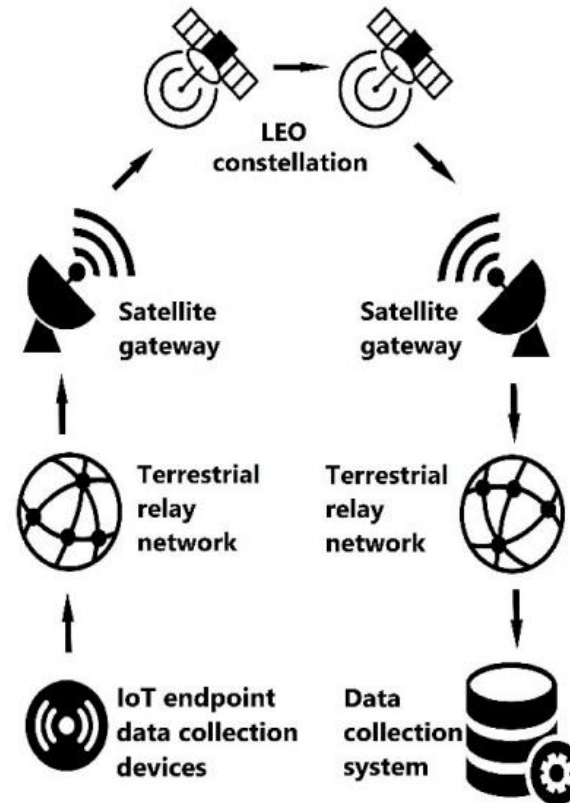 LEO
constellation
Satellite
gateway
Satellite
gateway
Terrestrial
relay
network
Terrestrial
relay
network
IoT endpoint
data collection
devices
Data
collection
system